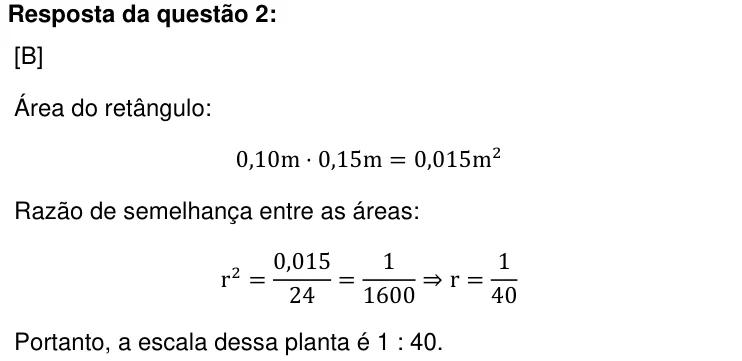 Resposta da questão 2:
[B]
Área do retângulo:
0,10m · 0,15m = 0,015m²
Razão de semelhança entre as áreas:
r² = 0,015/24 = 1/1600 ⇒ r = 1/40
Portanto, a escala dessa planta é 1 : 40.